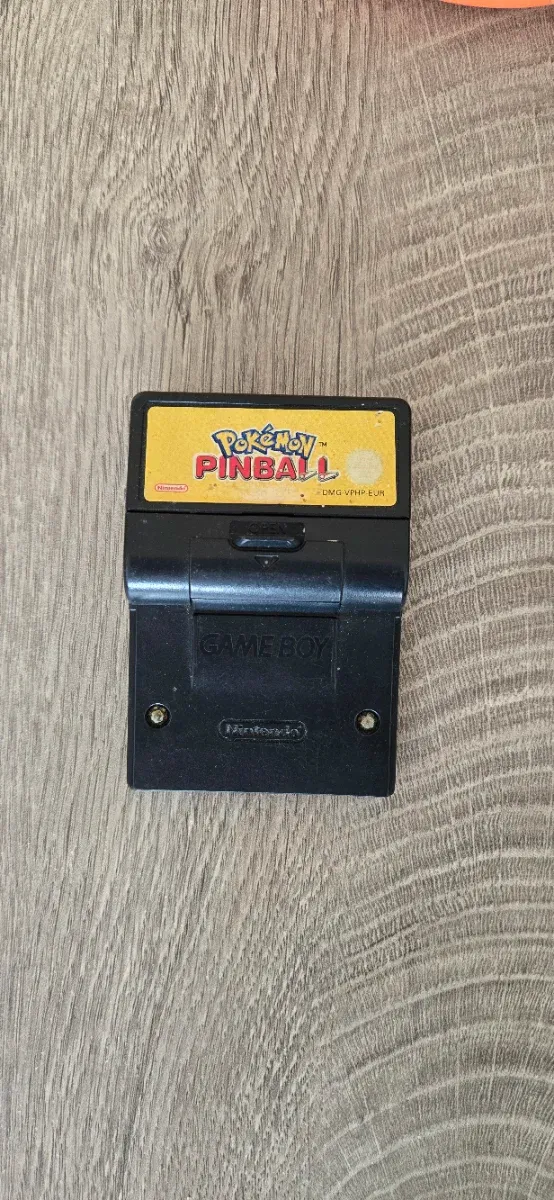 POKéMON™
PINBALL
Nintendo
DMG-VPHP-EUR
OPEN
GAME BOY
Nintendo®